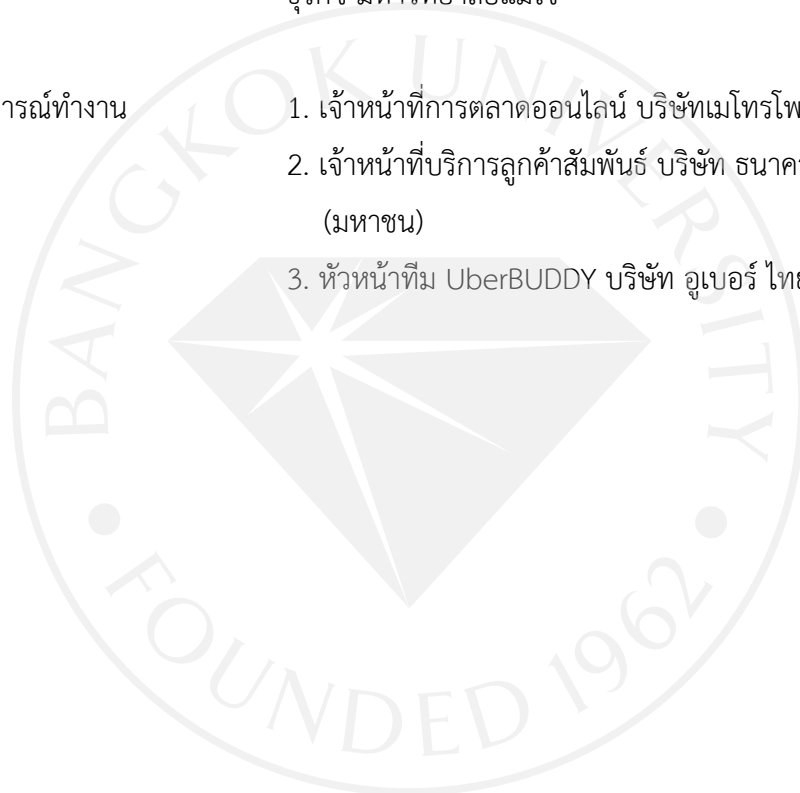 ารณ์ทำงาน 1. เจ้าหน้าที่การตลาดออนไลน์ บริษัทเมโทรโพ
2. เจ้าหน้าที่บริการลูกค้าสัมพันธ์ บริษัท ธนาคา
(มหาชน)
3. หัวหน้าทีม UberBUDDY บริษัท อูเบอร์ ไทย
BANGKOK UNIVERSITY
FOUNDED 1962